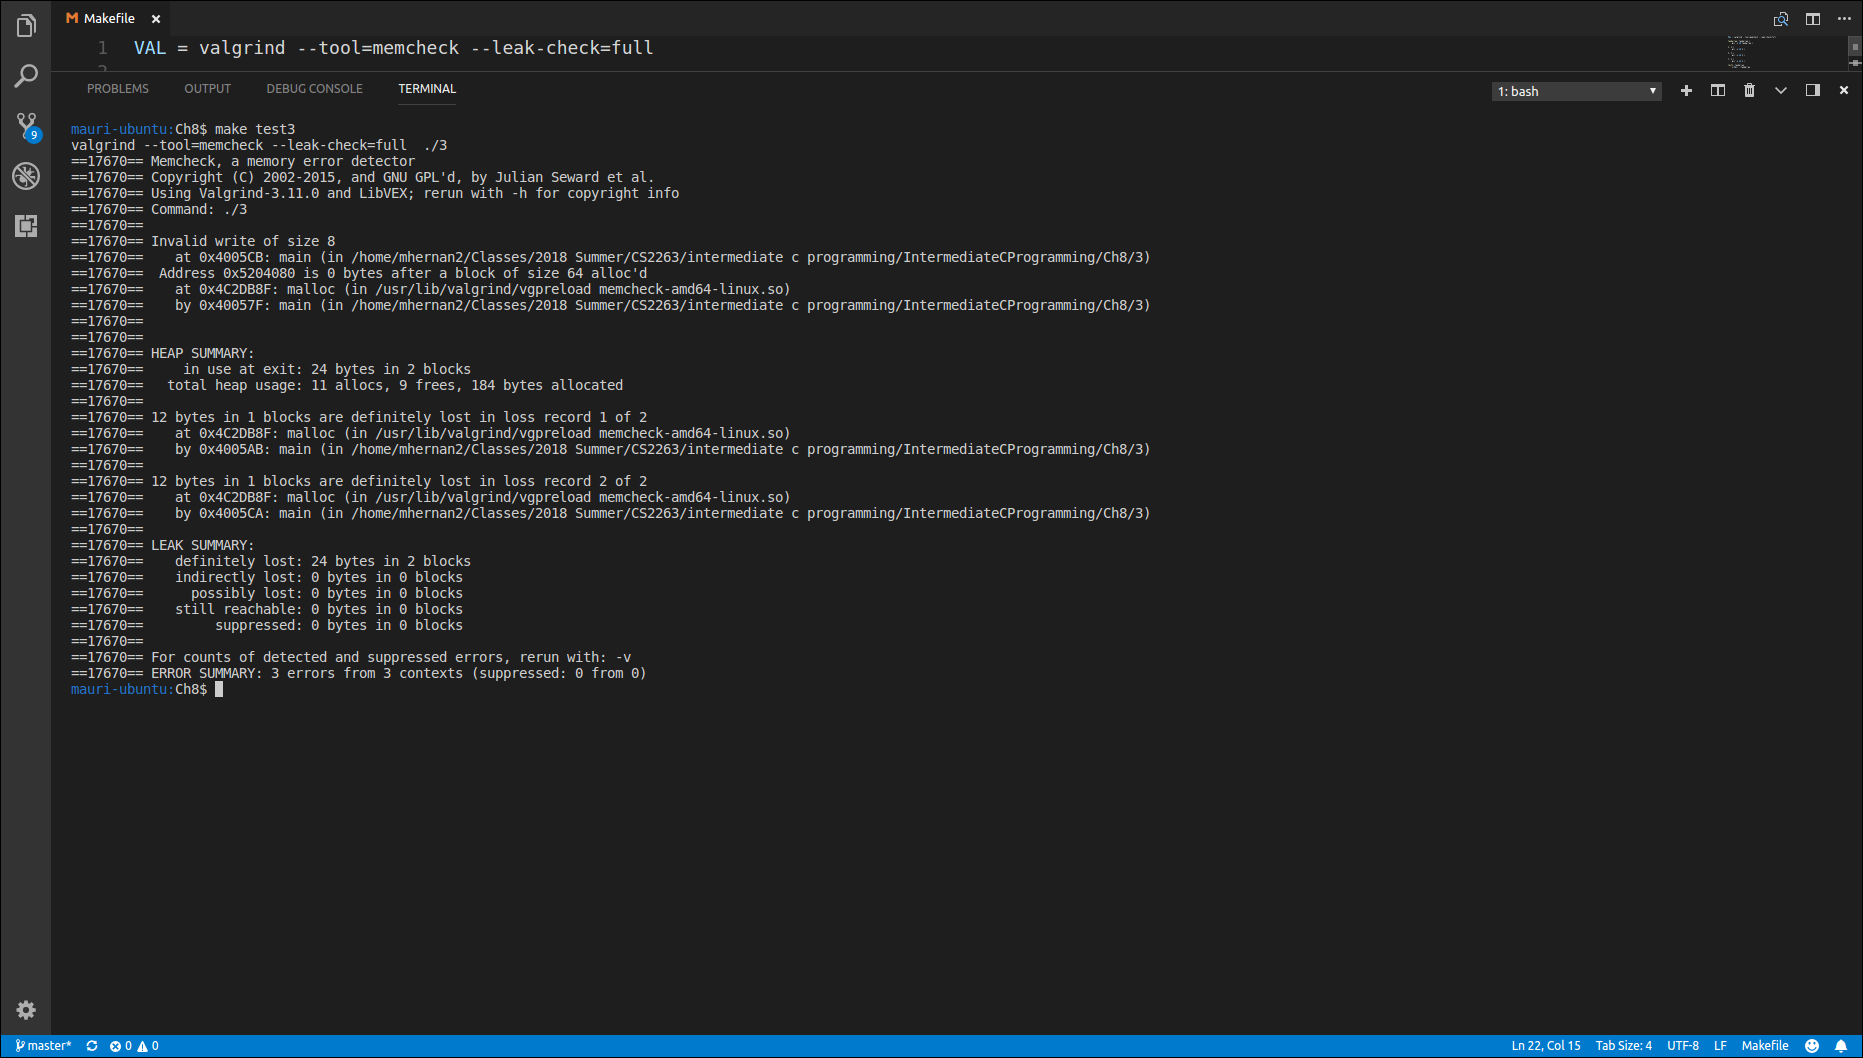 Makefile
1 VAL = valgrind --tool=memcheck --leak-check=full
2
PROBLEMS OUTPUT DEBUG CONSOLE TERMINAL
1: bash
9
mauri-ubuntu:Ch8$ make test3
valgrind --tool=memcheck --leak-check=full  ./3
==17670== Memcheck, a memory error detector
==17670== Copyright (C) 2002-2015, and GNU GPL'd, by Julian Seward et al.
==17670== Using Valgrind-3.11.0 and LibVEX; rerun with -h for copyright info
==17670== Command: ./3
==17670==
==17670== Invalid write of size 8
==17670==    at 0x4005CB: main (in /home/mhernan2/Classes/2018 Summer/CS2263/intermediate c programming/IntermediateCProgramming/Ch8/3)
==17670==  Address 0x5204080 is 0 bytes after a block of size 64 alloc'd
==17670==    at 0x4C2DB8F: malloc (in /usr/lib/valgrind/vgpreload memcheck-amd64-linux.so)
==17670==    by 0x40057F: main (in /home/mhernan2/Classes/2018 Summer/CS2263/intermediate c programming/IntermediateCProgramming/Ch8/3)
==17670==
==17670==
==17670== HEAP SUMMARY:
==17670==     in use at exit: 24 bytes in 2 blocks
==17670==   total heap usage: 11 allocs, 9 frees, 184 bytes allocated
==17670==
==17670== 12 bytes in 1 blocks are definitely lost in loss record 1 of 2
==17670==    at 0x4C2DB8F: malloc (in /usr/lib/valgrind/vgpreload memcheck-amd64-linux.so)
==17670==    by 0x4005AB: main (in /home/mhernan2/Classes/2018 Summer/CS2263/intermediate c programming/IntermediateCProgramming/Ch8/3)
==17670==
==17670== 12 bytes in 1 blocks are definitely lost in loss record 2 of 2
==17670==    at 0x4C2DB8F: malloc (in /usr/lib/valgrind/vgpreload memcheck-amd64-linux.so)
==17670==    by 0x4005CA: main (in /home/mhernan2/Classes/2018 Summer/CS2263/intermediate c programming/IntermediateCProgramming/Ch8/3)
==17670==
==17670== LEAK SUMMARY:
==17670==    definitely lost: 24 bytes in 2 blocks
==17670==    indirectly lost: 0 bytes in 0 blocks
==17670==      possibly lost: 0 bytes in 0 blocks
==17670==    still reachable: 0 bytes in 0 blocks
==17670==         suppressed: 0 bytes in 0 blocks
==17670==
==17670== For counts of detected and suppressed errors, rerun with: -v
==17670== ERROR SUMMARY: 3 errors from 3 contexts (suppressed: 0 from 0)
mauri-ubuntu:Ch8$
master* 0 0 Ln 22, Col 15 Tab Size: 4 UTF-8 LF Makefile